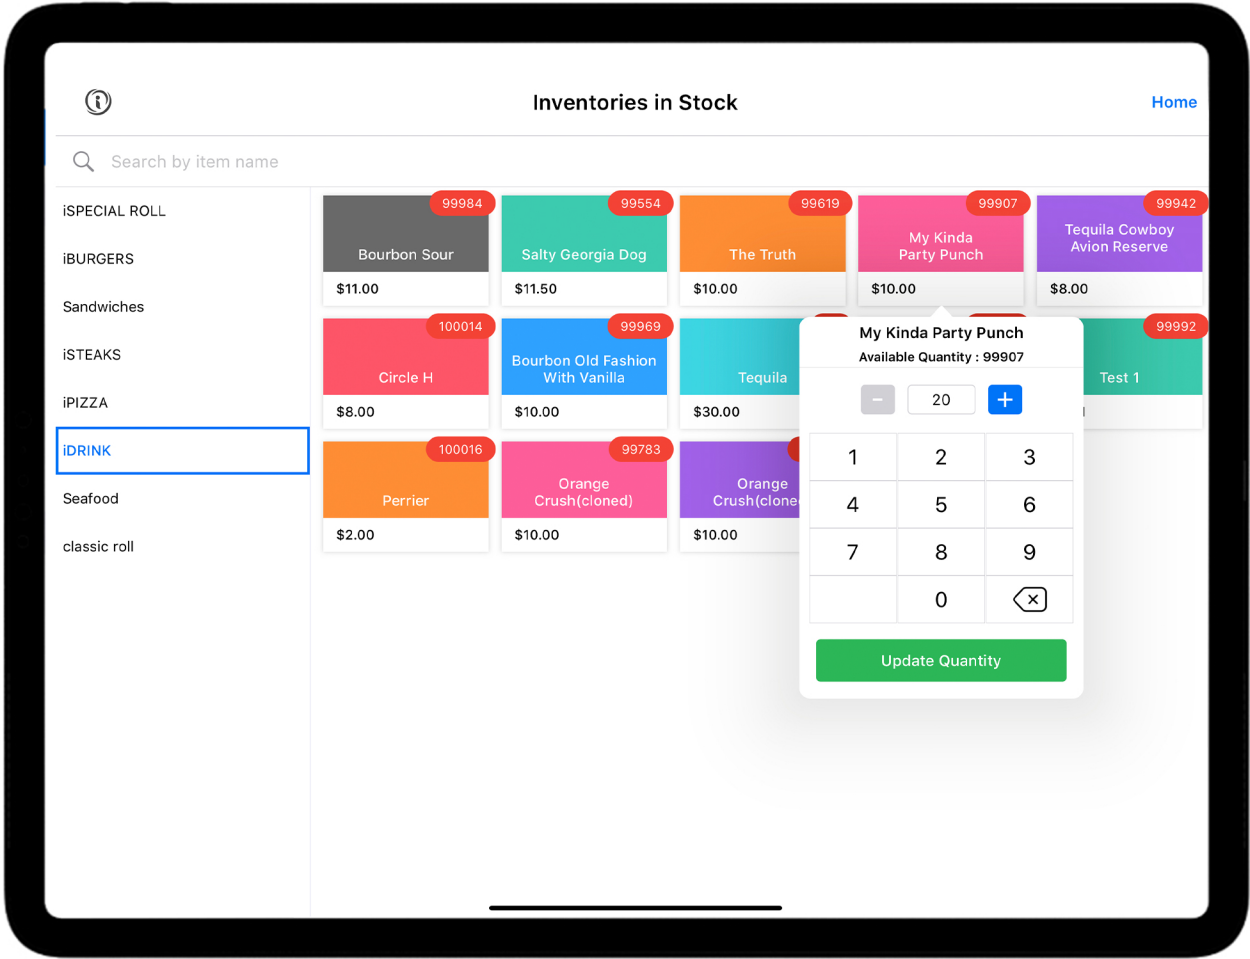 Inventories in Stock
Home
Search by item name
iSPECIAL ROLL
iBURGERS
Sandwiches
iSTEAKS
iPIZZA
iDRINK
Seafood
classic roll
99984
Bourbon Sour
$11.00
99554
Salty Georgia Dog
$11.50
99619
The Truth
$10.00
99907
My Kinda
Party Punch
$10.00
99942
Tequila Cowboy
Avion Reserve
$8.00
100014
Circle H
$8.00
99969
Bourbon Old Fashion
With Vanilla
$10.00
Tequila
$30.00
99992
Test 1
100016
Perrier
$2.00
99783
Orange
Crush(cloned)
$10.00
Orange
$10.00
My Kinda Party Punch
Available Quantity : 99907
− 20 +
1 2 3
4 5 6
7 8 9
0
Update Quantity